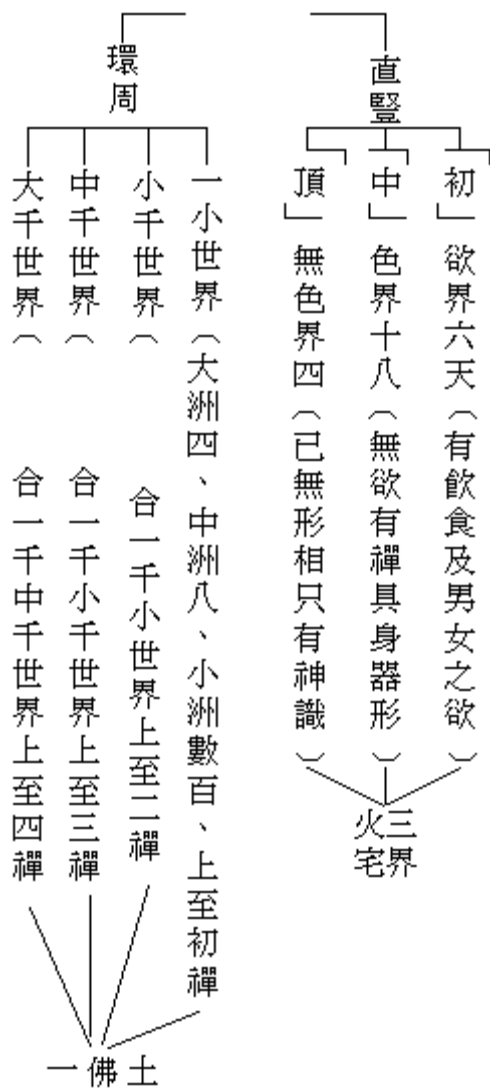 直豎
初 欲界六天（有飲食及男女之欲）
中 色界十八（無欲有禪具身器形）
頂 無色界四（已無形相只有神識）
三界
火宅
環周
一小世界（大洲四、中洲八、小洲數百、上至初禪
小千世界（ 合一千小世界上至二禪
中千世界（ 合一千小千世界上至三禪
大千世界（ 合一千中千世界上至四禪
一佛土